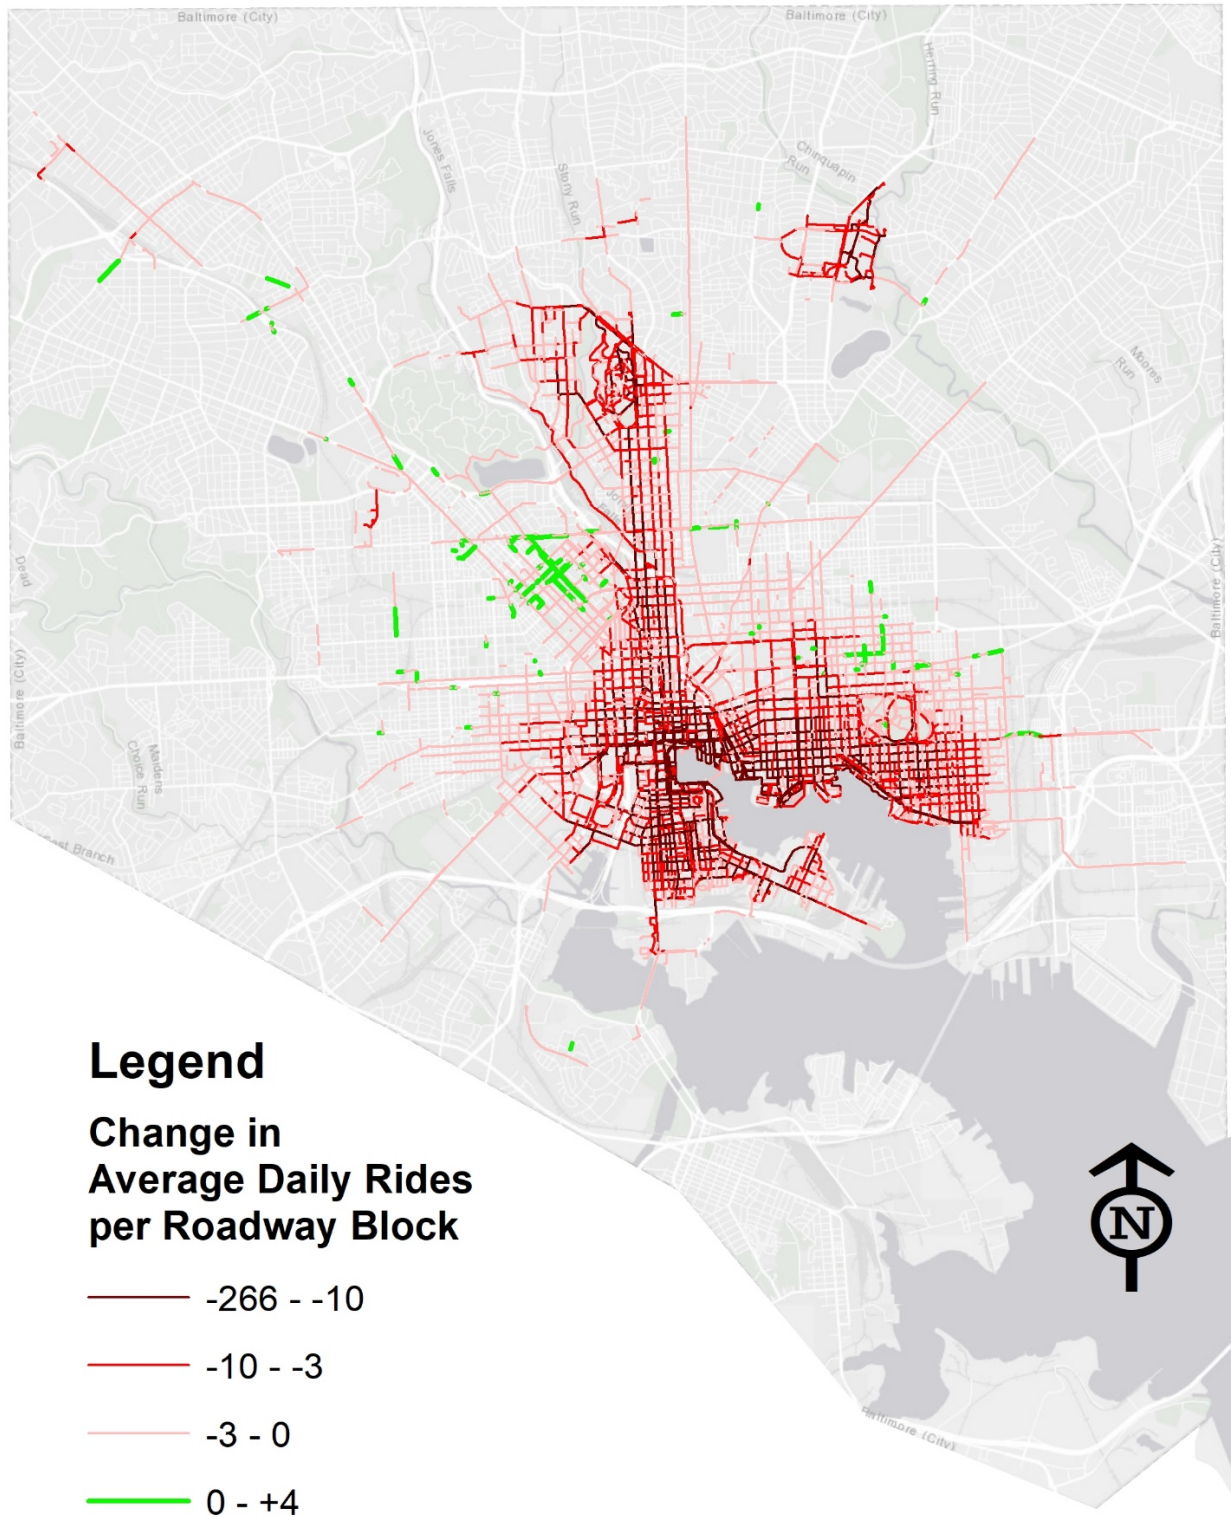 Baltimore (City)
Baltimore (City)
Herring Run
Jones Falls
Stony Run
Chinquapin
Run
Moores
Run
Dead
Baltimore (City)
Baltimore (City)
Maidens
Choice Run
East Branch
Legend
Change in
Average Daily Rides
per Roadway Block
-266 - -10
-10 - -3
-3 - 0
0 - +4
N
Baltimore (City)